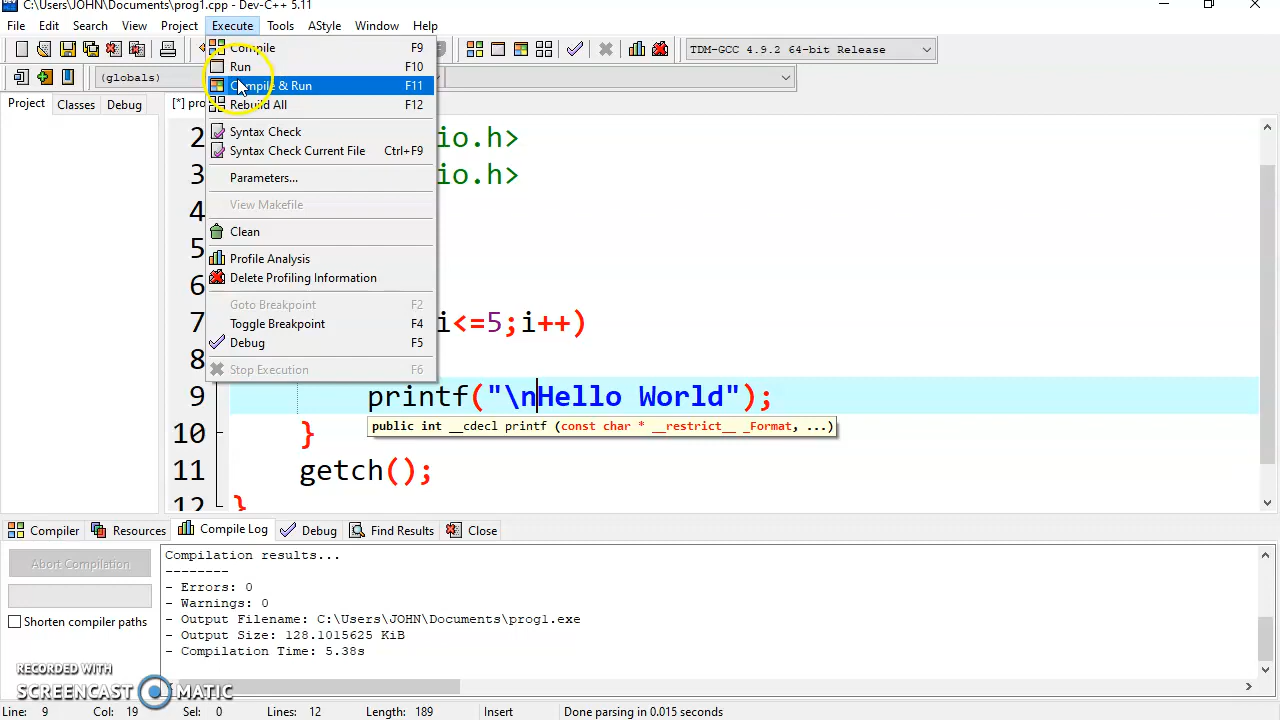 C:\Users\JOHN\Documents\prog1.cpp - Dev-C++ 5.11
File Edit Search View Project Execute Tools AStyle Window Help
Compile F9
TDM-GCC 4.9.2 64-bit Release
Run F10
(globals)
Compile & Run F11
Project Classes Debug
[*] pro
Rebuild All F12
Syntax Check
Syntax Check Current File Ctrl+F9
Parameters...
View Makefile
Clean
Profile Analysis
Delete Profiling Information
Goto Breakpoint F2
Toggle Breakpoint F4
Debug F5
Stop Execution F6
2 io.h>
3 io.h>
4
5
6
7 i<=5;i++)
8
9 printf("\nHello World");
public int __cdecl printf (const char * __restrict__ _Format, ...)
10 }
11 getch();
12 }
Compiler Resources Compile Log Debug Find Results Close
Abort Compilation
Shorten compiler paths
Compilation results...
--------
- Errors: 0
- Warnings: 0
- Output Filename: C:\Users\JOHN\Documents\prog1.exe
- Output Size: 128.1015625 KiB
- Compilation Time: 5.38s
RECORDED WITH
SCREENCAST MATIC
Line: 9 Col: 19 Sel: 0 Lines: 12 Length: 189 Insert Done parsing in 0.015 seconds